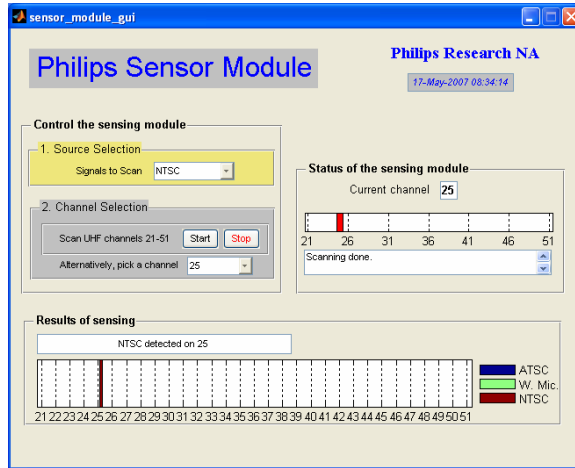 sensor_module_gui
Philips Sensor Module
Philips Research NA
17-May-2007 08:34:14
Control the sensing module
1. Source Selection
Signals to Scan NTSC
2. Channel Selection
Scan UHF channels 21-51 Start Stop
Alternatively, pick a channel 25
Status of the sensing module
Current channel 25
21 26 31 36 41 46 51
Scanning done.
Results of sensing
NTSC detected on 25
ATSC
W. Mic.
NTSC
21 22 23 24 25 26 27 28 29 30 31 32 33 34 35 36 37 38 39 40 41 42 43 44 45 46 47 48 49 50 51